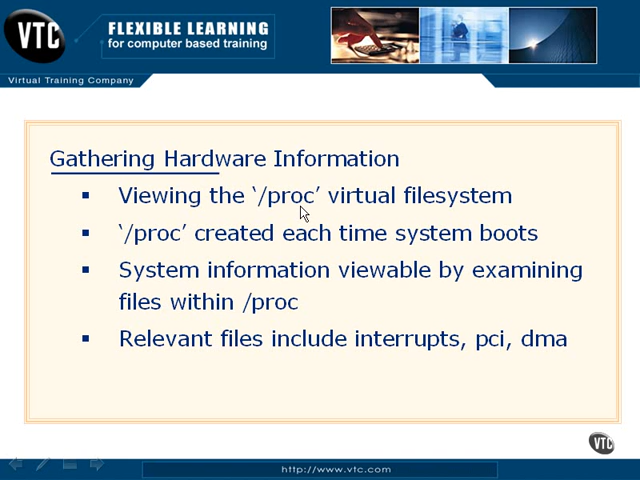 VTC
FLEXIBLE LEARNING
for computer based training
Virtual Training Company
Gathering Hardware Information
▪ Viewing the ‘/proc’ virtual filesystem
▪ ‘/proc’ created each time system boots
▪ System information viewable by examining
files within /proc
▪ Relevant files include interrupts, pci, dma
VTC
http://www.vtc.com